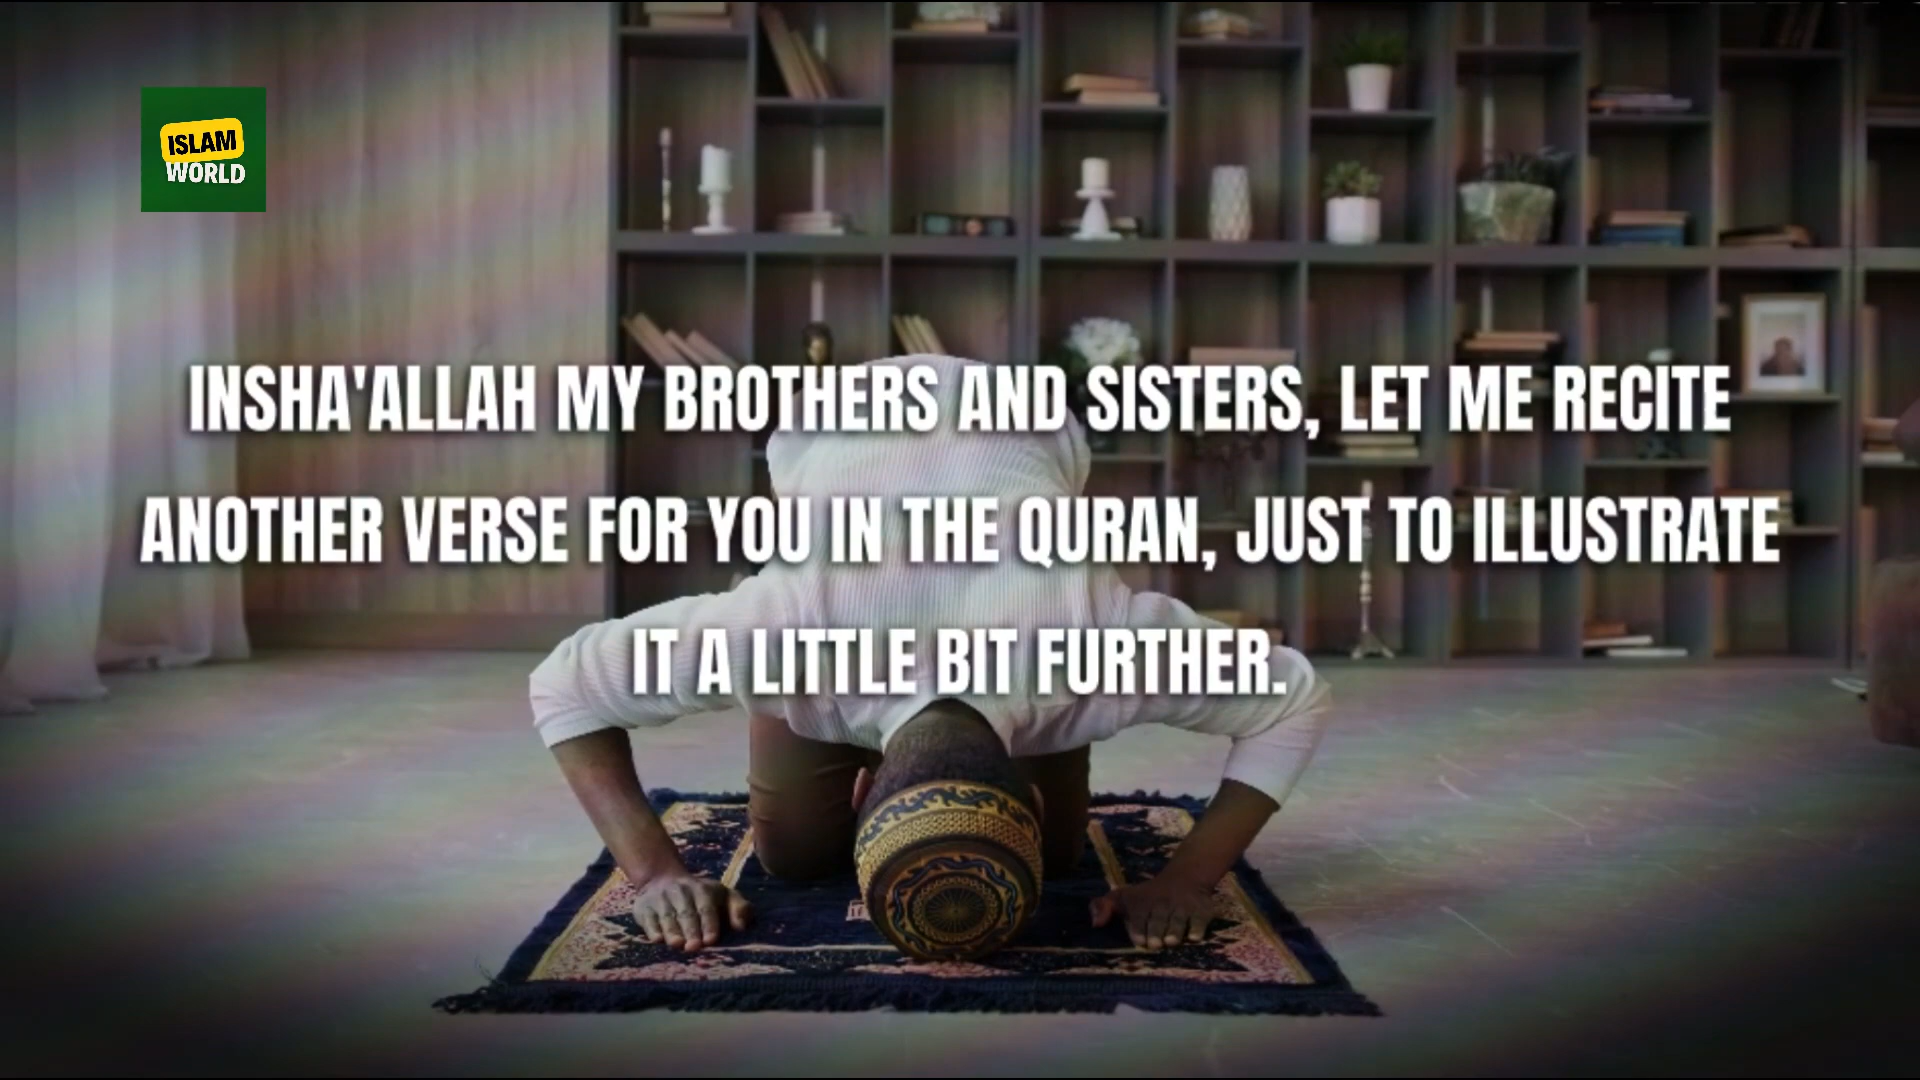 ISLAM
WORLD
INSHA'ALLAH MY BROTHERS AND SISTERS, LET ME RECITE
ANOTHER VERSE FOR YOU IN THE QURAN, JUST TO ILLUSTRATE
IT A LITTLE BIT FURTHER.